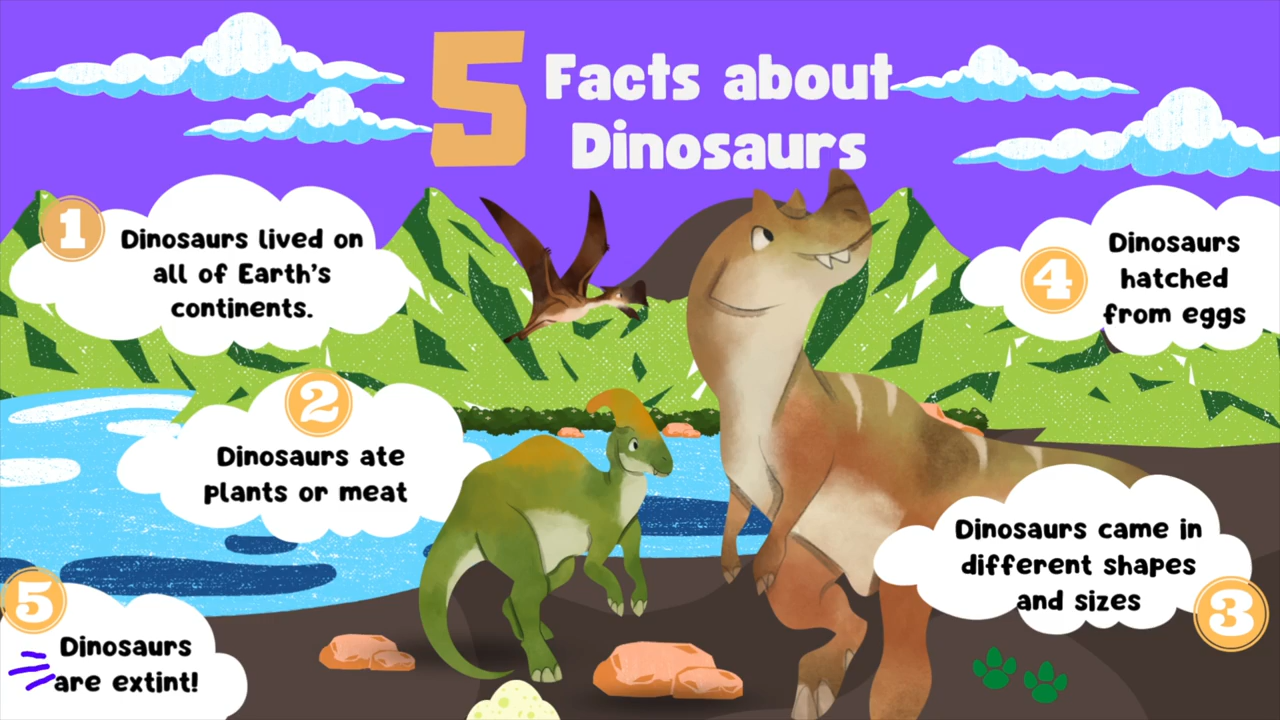 5
Facts about
Dinosaurs
1
Dinosaurs lived on
all of Earth's
continents.
2
Dinosaurs ate
plants or meat
3
Dinosaurs came in
different shapes
and sizes
4
Dinosaurs
hatched
from eggs
5
Dinosaurs
are extint!